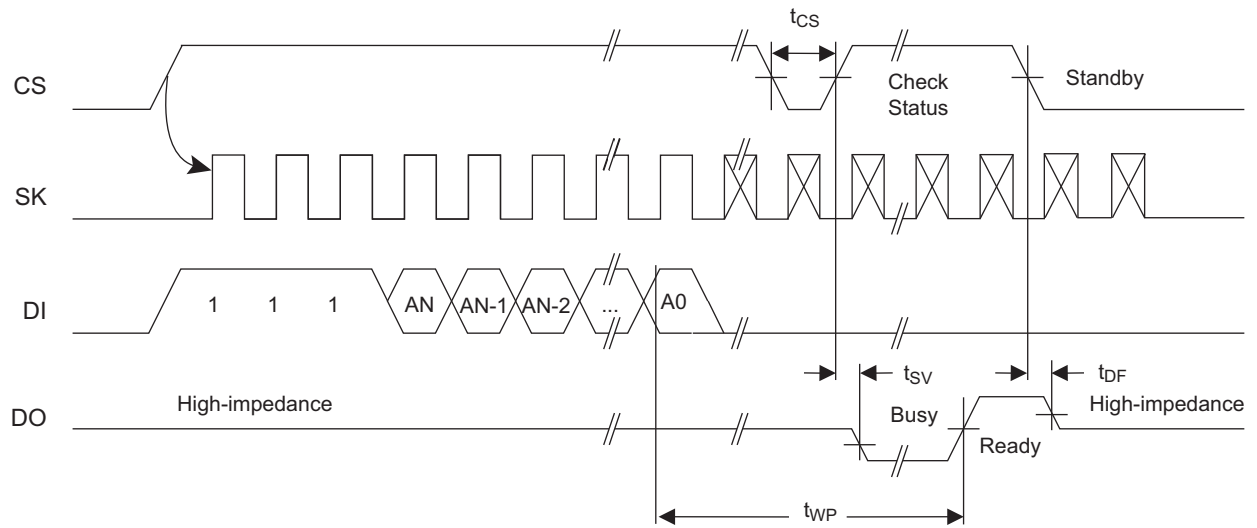 tCS
CS
Check
Status
Standby
SK
DI
1 1 1 AN AN-1 AN-2 ... A0
tSV
tDF
DO
High-impedance
Busy
Ready
High-impedance
tWP